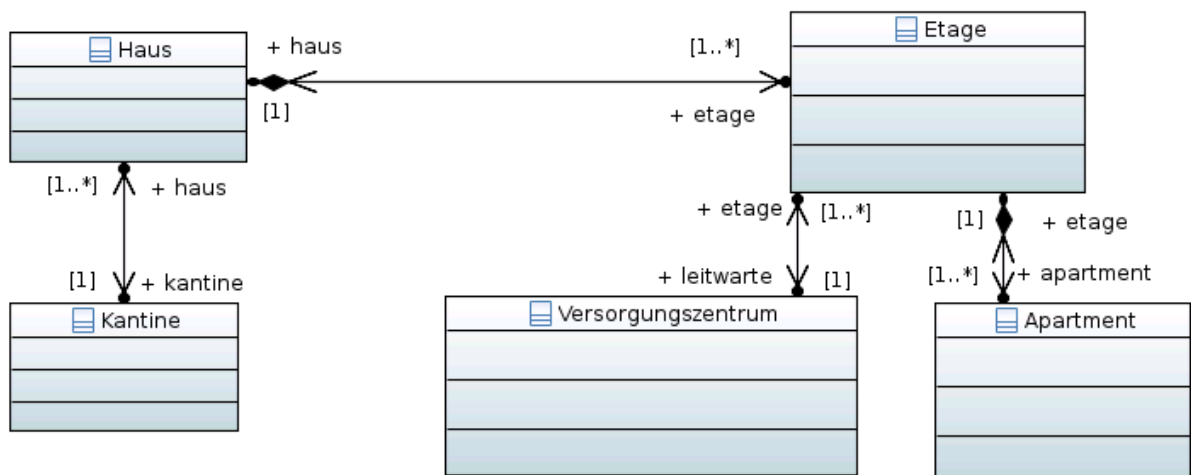 Haus
+ haus
[1]
[1..*]
+ etage
Etage
[1..*]
+ haus
[1]
+ kantine
Kantine
+ etage
[1..*]
+ leitwarte
[1]
Versorgungszentrum
[1]
+ etage
[1..*]
+ apartment
Apartment